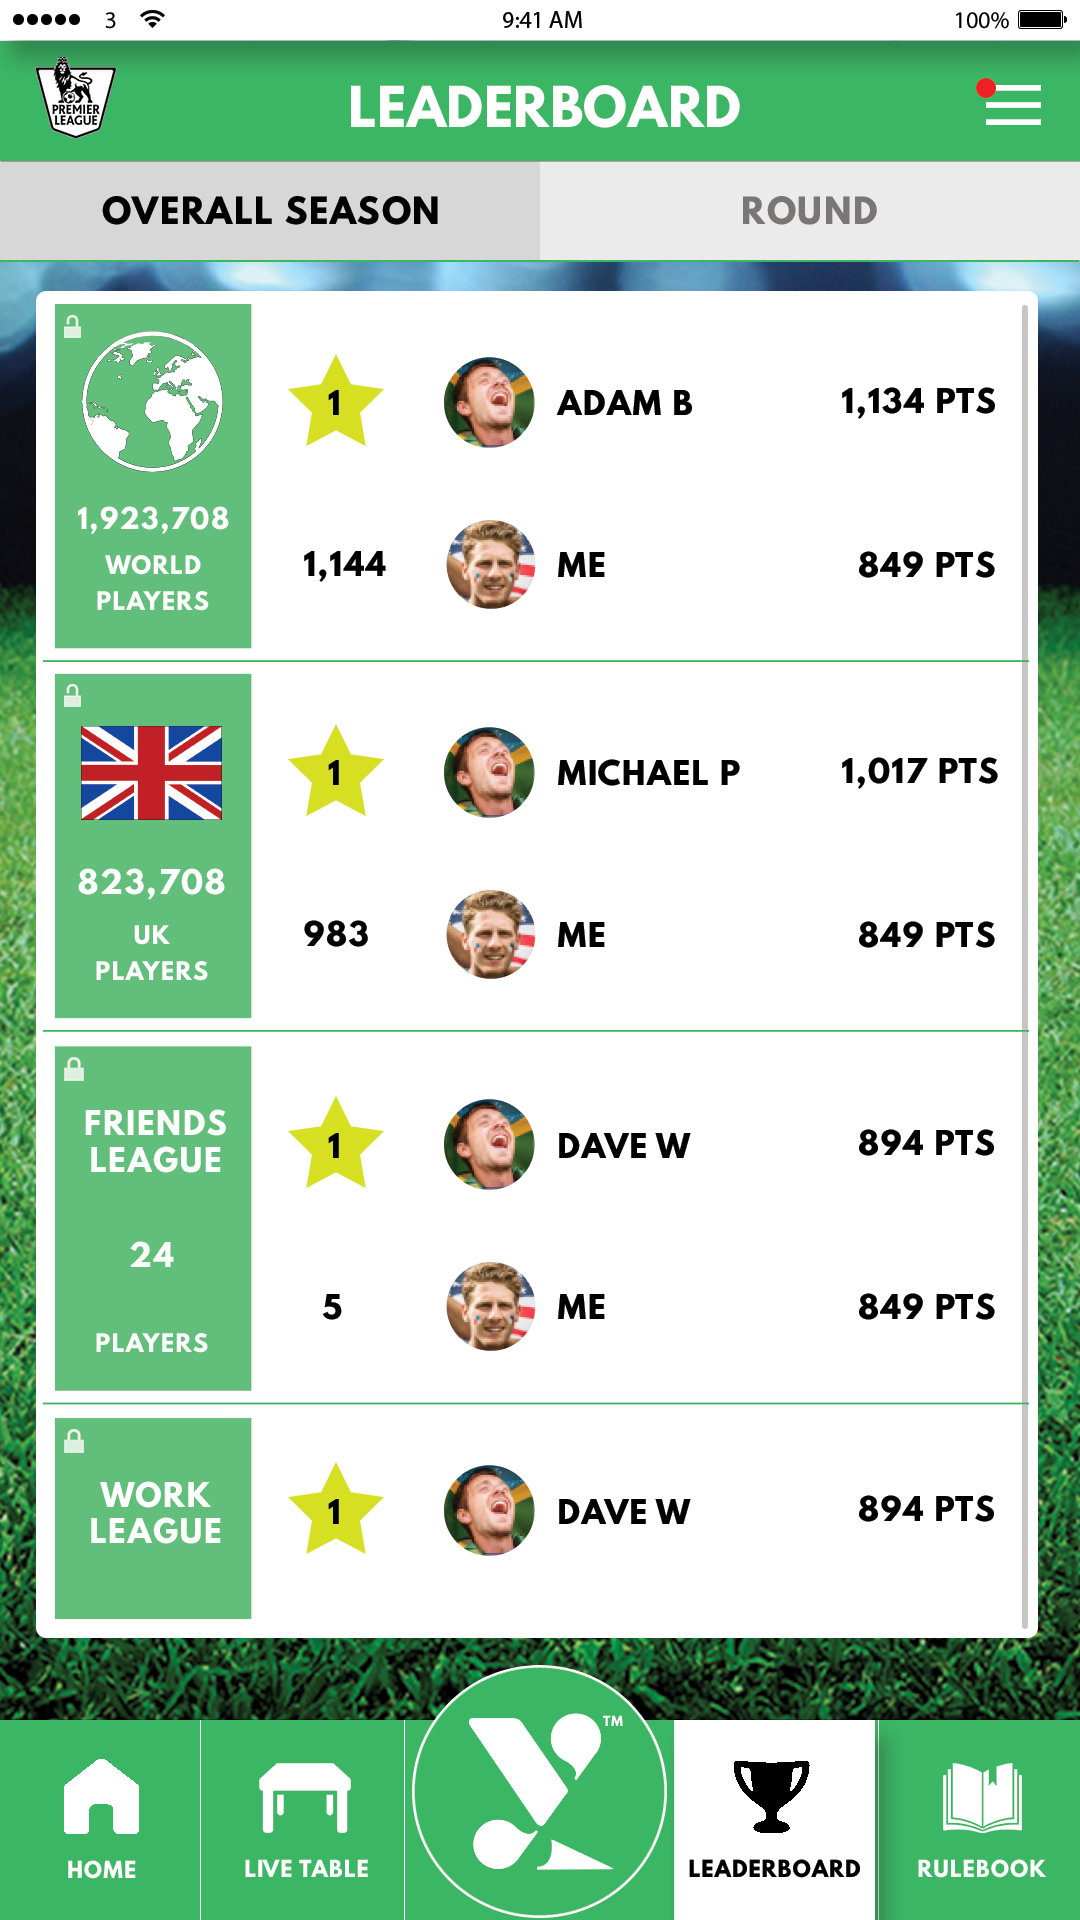 3 9:41 AM 100%
PREMIER
LEAGUE
LEADERBOARD
OVERALL SEASON ROUND
1 ADAM B 1,134 PTS
1,923,708
WORLD
PLAYERS
1,144 ME 849 PTS
1 MICHAEL P 1,017 PTS
823,708
UK
PLAYERS
983 ME 849 PTS
FRIENDS
LEAGUE
1 DAVE W 894 PTS
24
PLAYERS
5 ME 849 PTS
WORK
LEAGUE
1 DAVE W 894 PTS
TM
HOME LIVE TABLE LEADERBOARD RULEBOOK